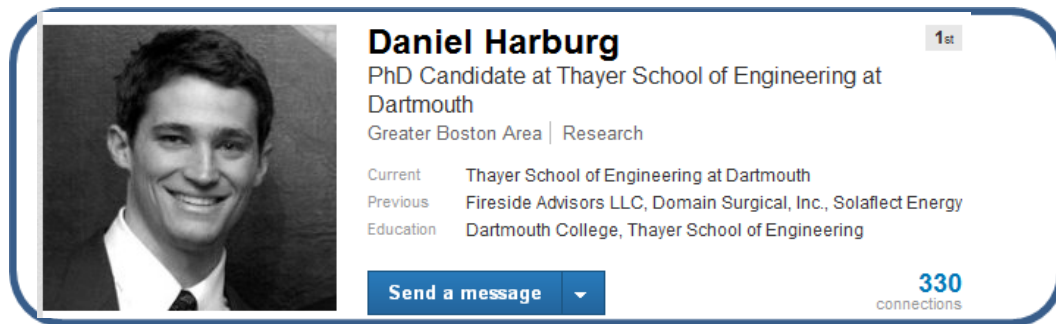 Daniel Harburg
1st
PhD Candidate at Thayer School of Engineering at
Dartmouth
Greater Boston Area | Research
Current Thayer School of Engineering at Dartmouth
Previous Fireside Advisors LLC, Domain Surgical, Inc., Solaflect Energy
Education Dartmouth College, Thayer School of Engineering
Send a message
330
connections